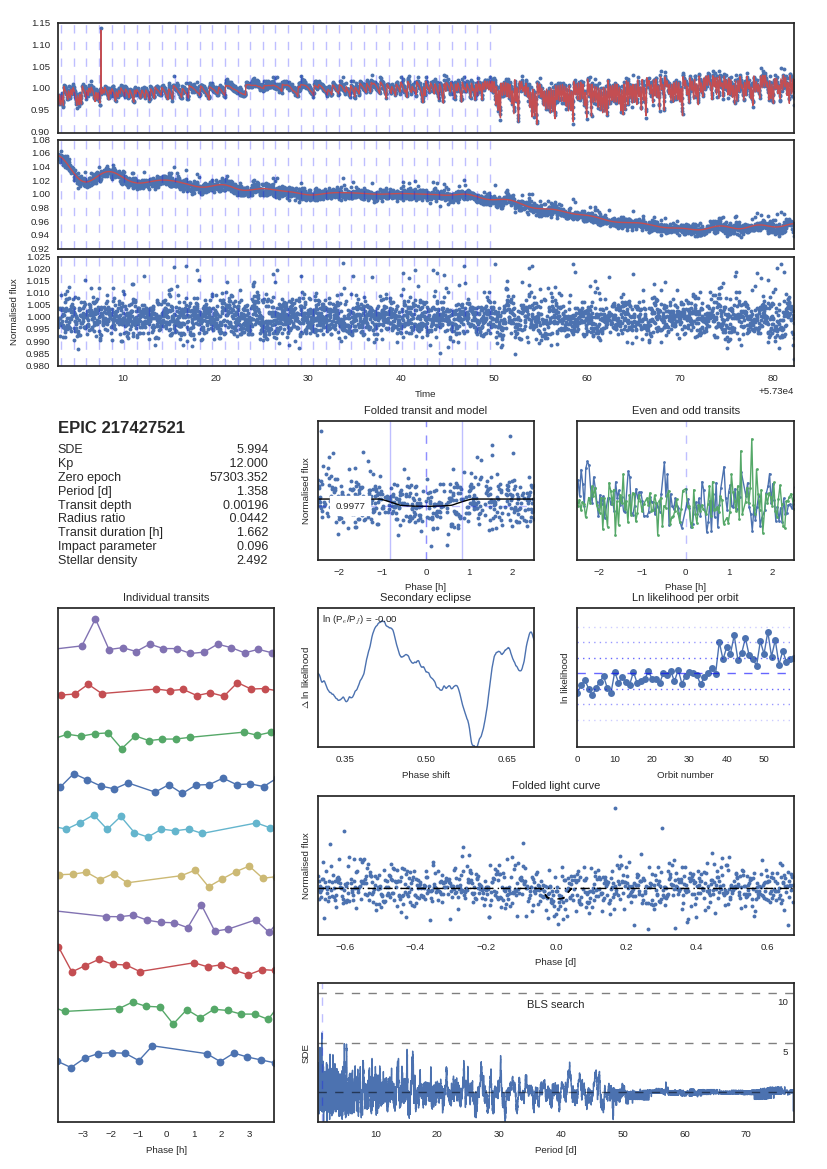 1.15
1.10
1.05
1.00
0.95
0.90
1.08
1.06
1.04
1.02
1.00
0.98
0.96
0.94
0.92
1.025
1.020
1.015
1.010
1.005
1.000
0.995
0.990
0.985
0.980
Normalised flux
10 20 30 40 50 60 70 80
Time
+5.73e4
EPIC 217427521
SDE 5.994
Kp 12.000
Zero epoch 57303.352
Period [d] 1.358
Transit depth 0.00196
Radius ratio 0.0442
Transit duration [h] 1.662
Impact parameter 0.096
Stellar density 2.492
Folded transit and model
Normalised flux
0.9977
−2 −1 0 1 2
Phase [h]
Even and odd transits
−2 −1 0 1 2
Phase [h]
Individual transits
−3 −2 −1 0 1 2 3
Phase [h]
Secondary eclipse
ln (Pₑ/P_f) = -0.00
Δ ln likelihood
0.35 0.50 0.65
Phase shift
Ln likelihood per orbit
ln likelihood
0 10 20 30 40 50
Orbit number
Folded light curve
Normalised flux
−0.6 −0.4 −0.2 0.0 0.2 0.4 0.6
Phase [d]
BLS search
10
5
SDE
10 20 30 40 50 60 70
Period [d]